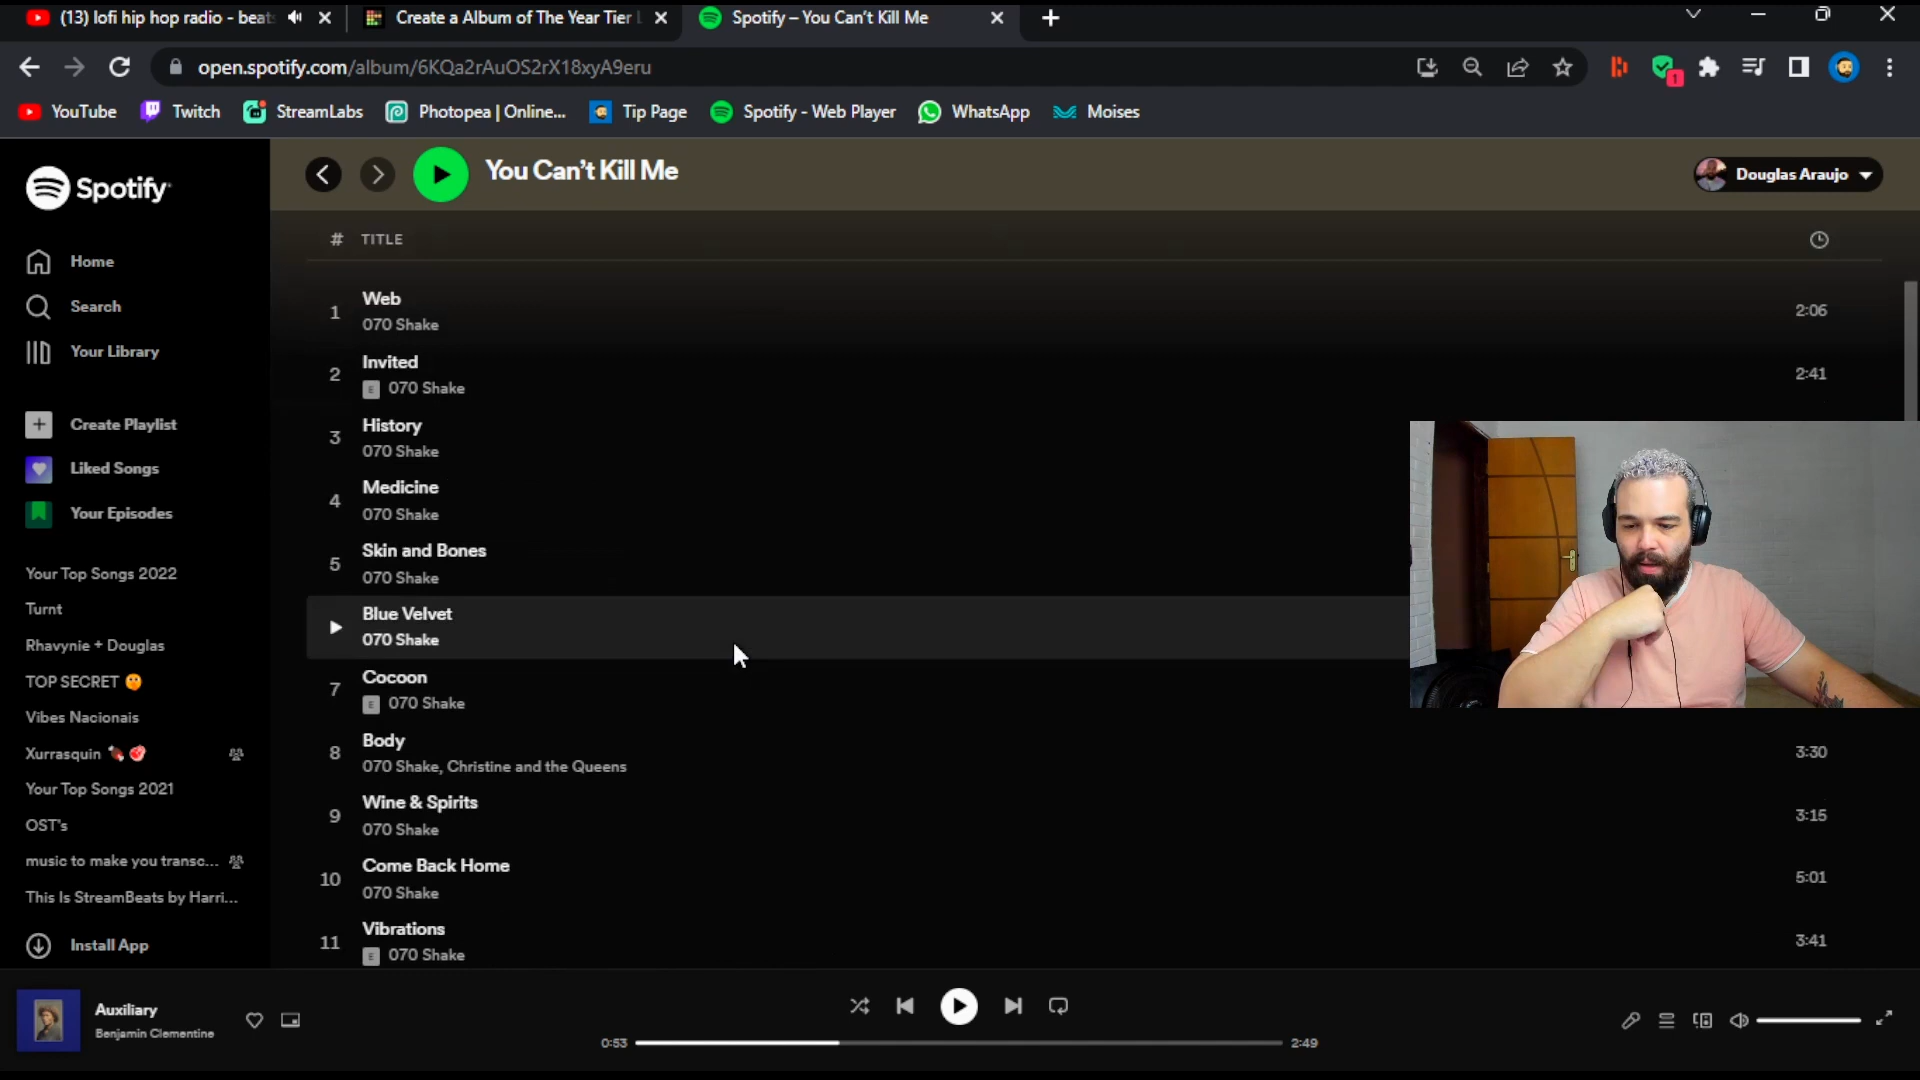 (13) lofi hip hop radio - beat
Create a Album of The Year Tier L
Spotify – You Can't Kill Me
open.spotify.com/album/6KQa2rAuOS2rX18xyA9eru
1
YouTube
Twitch
StreamLabs
Photopea | Online...
Tip Page
Spotify - Web Player
WhatsApp
Moises
Spotify
You Can't Kill Me
Douglas Araujo
Home
Search
Your Library
Create Playlist
Liked Songs
Your Episodes
Your Top Songs 2022
Turnt
Rhavynie + Douglas
TOP SECRET 🤫
Vibes Nacionais
Xurrasquin 🍗🥩
Your Top Songs 2021
OST's
music to make you transc...
This Is StreamBeats by Harri...
Install App
# TITLE
1 Web 2:06
070 Shake
2 Invited 2:41
E 070 Shake
3 History
070 Shake
4 Medicine
070 Shake
5 Skin and Bones
070 Shake
Blue Velvet
070 Shake
7 Cocoon
E 070 Shake
8 Body 3:30
070 Shake, Christine and the Queens
9 Wine & Spirits 3:15
070 Shake
10 Come Back Home 5:01
070 Shake
11 Vibrations 3:41
E 070 Shake
Auxiliary
Benjamin Clementine
0:53
2:49